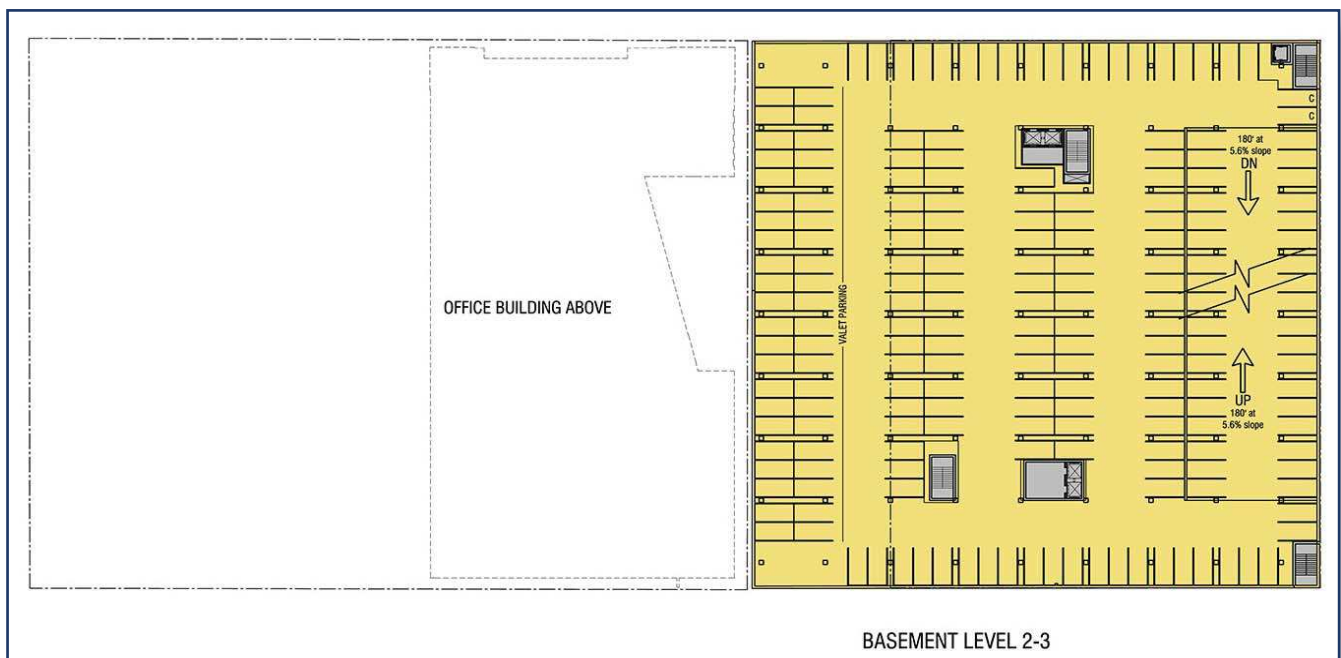 C
C
180' at
5.6% slope
DN
OFFICE BUILDING ABOVE
VALET PARKING
UP
180' at
5.6% slope
BASEMENT LEVEL 2-3